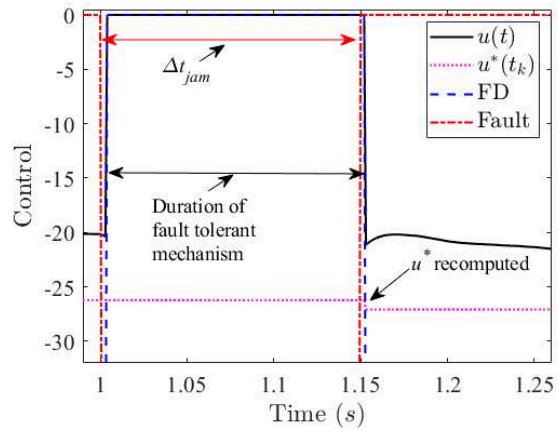 0
-5
-10
-15
-20
-25
-30
Control
1
1.05
1.1
1.15
1.2
1.25
Time (s)
u(t)
u*(t_k)
FD
Fault
Δt_jam
Duration of
fault tolerant
mechanism
u* recomputed